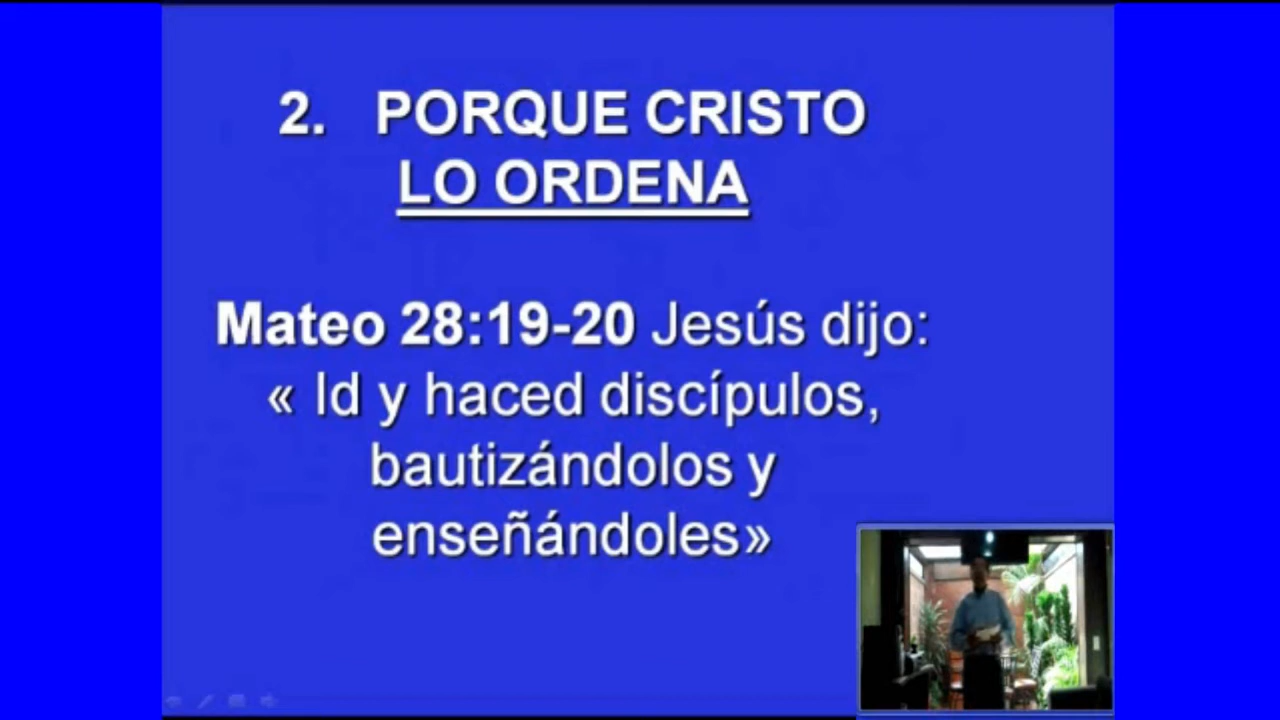 2. PORQUE CRISTO
LO ORDENA
Mateo 28:19-20 Jesús dijo:
« Id y haced discípulos,
bautizándolos y
enseñándoles»